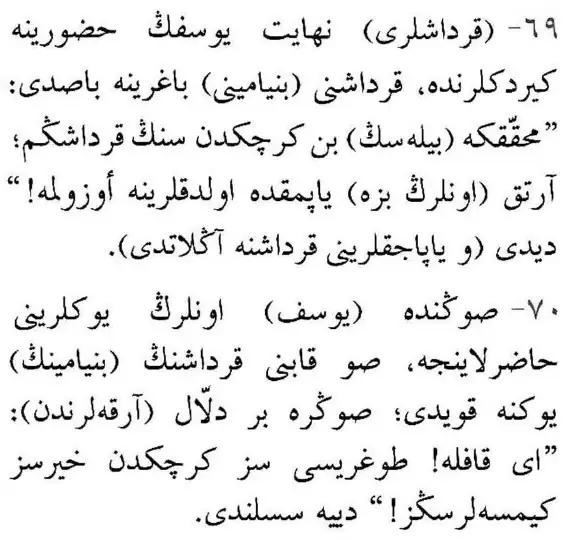 ٦٩- (قرداشلری) نهایت یوسفڭ حضورینه
کیردکلرنده، قرداشنی (بنیامینی) باغرینه باصدی:
”محقّقکه (بیله‌سڭ) بن کرچکدن سنڭ قرداشڭم؛
آرتق (اونلرڭ بزه) یاپمقده اولدقلرینه أوزولمه!“
دیدی (و یاپاجقلرینی قرداشنه آڭلاتدی).
٧٠- صوڭنده (یوسف) اونلرڭ یوکلرینی
حاضرلاینجه، صو قابنی قرداشنڭ (بنیامینڭ)
یوکنه قویدی؛ صوڭره بر دلّال (آرقه‌لرندن):
”ای قافله! طوغریسی سز کرچکدن خیرسز
کیمسه‌لرسڭز!“ دییه سسلندی.